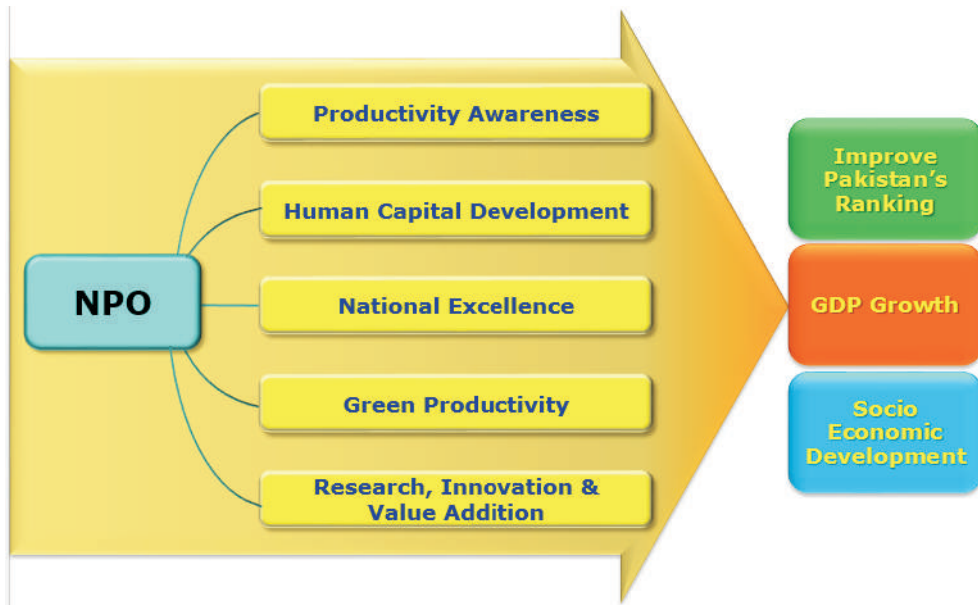 NPO
Productivity Awareness
Human Capital Development
National Excellence
Green Productivity
Research, Innovation &
Value Addition
Improve
Pakistan's
Ranking
GDP Growth
Socio
Economic
Development